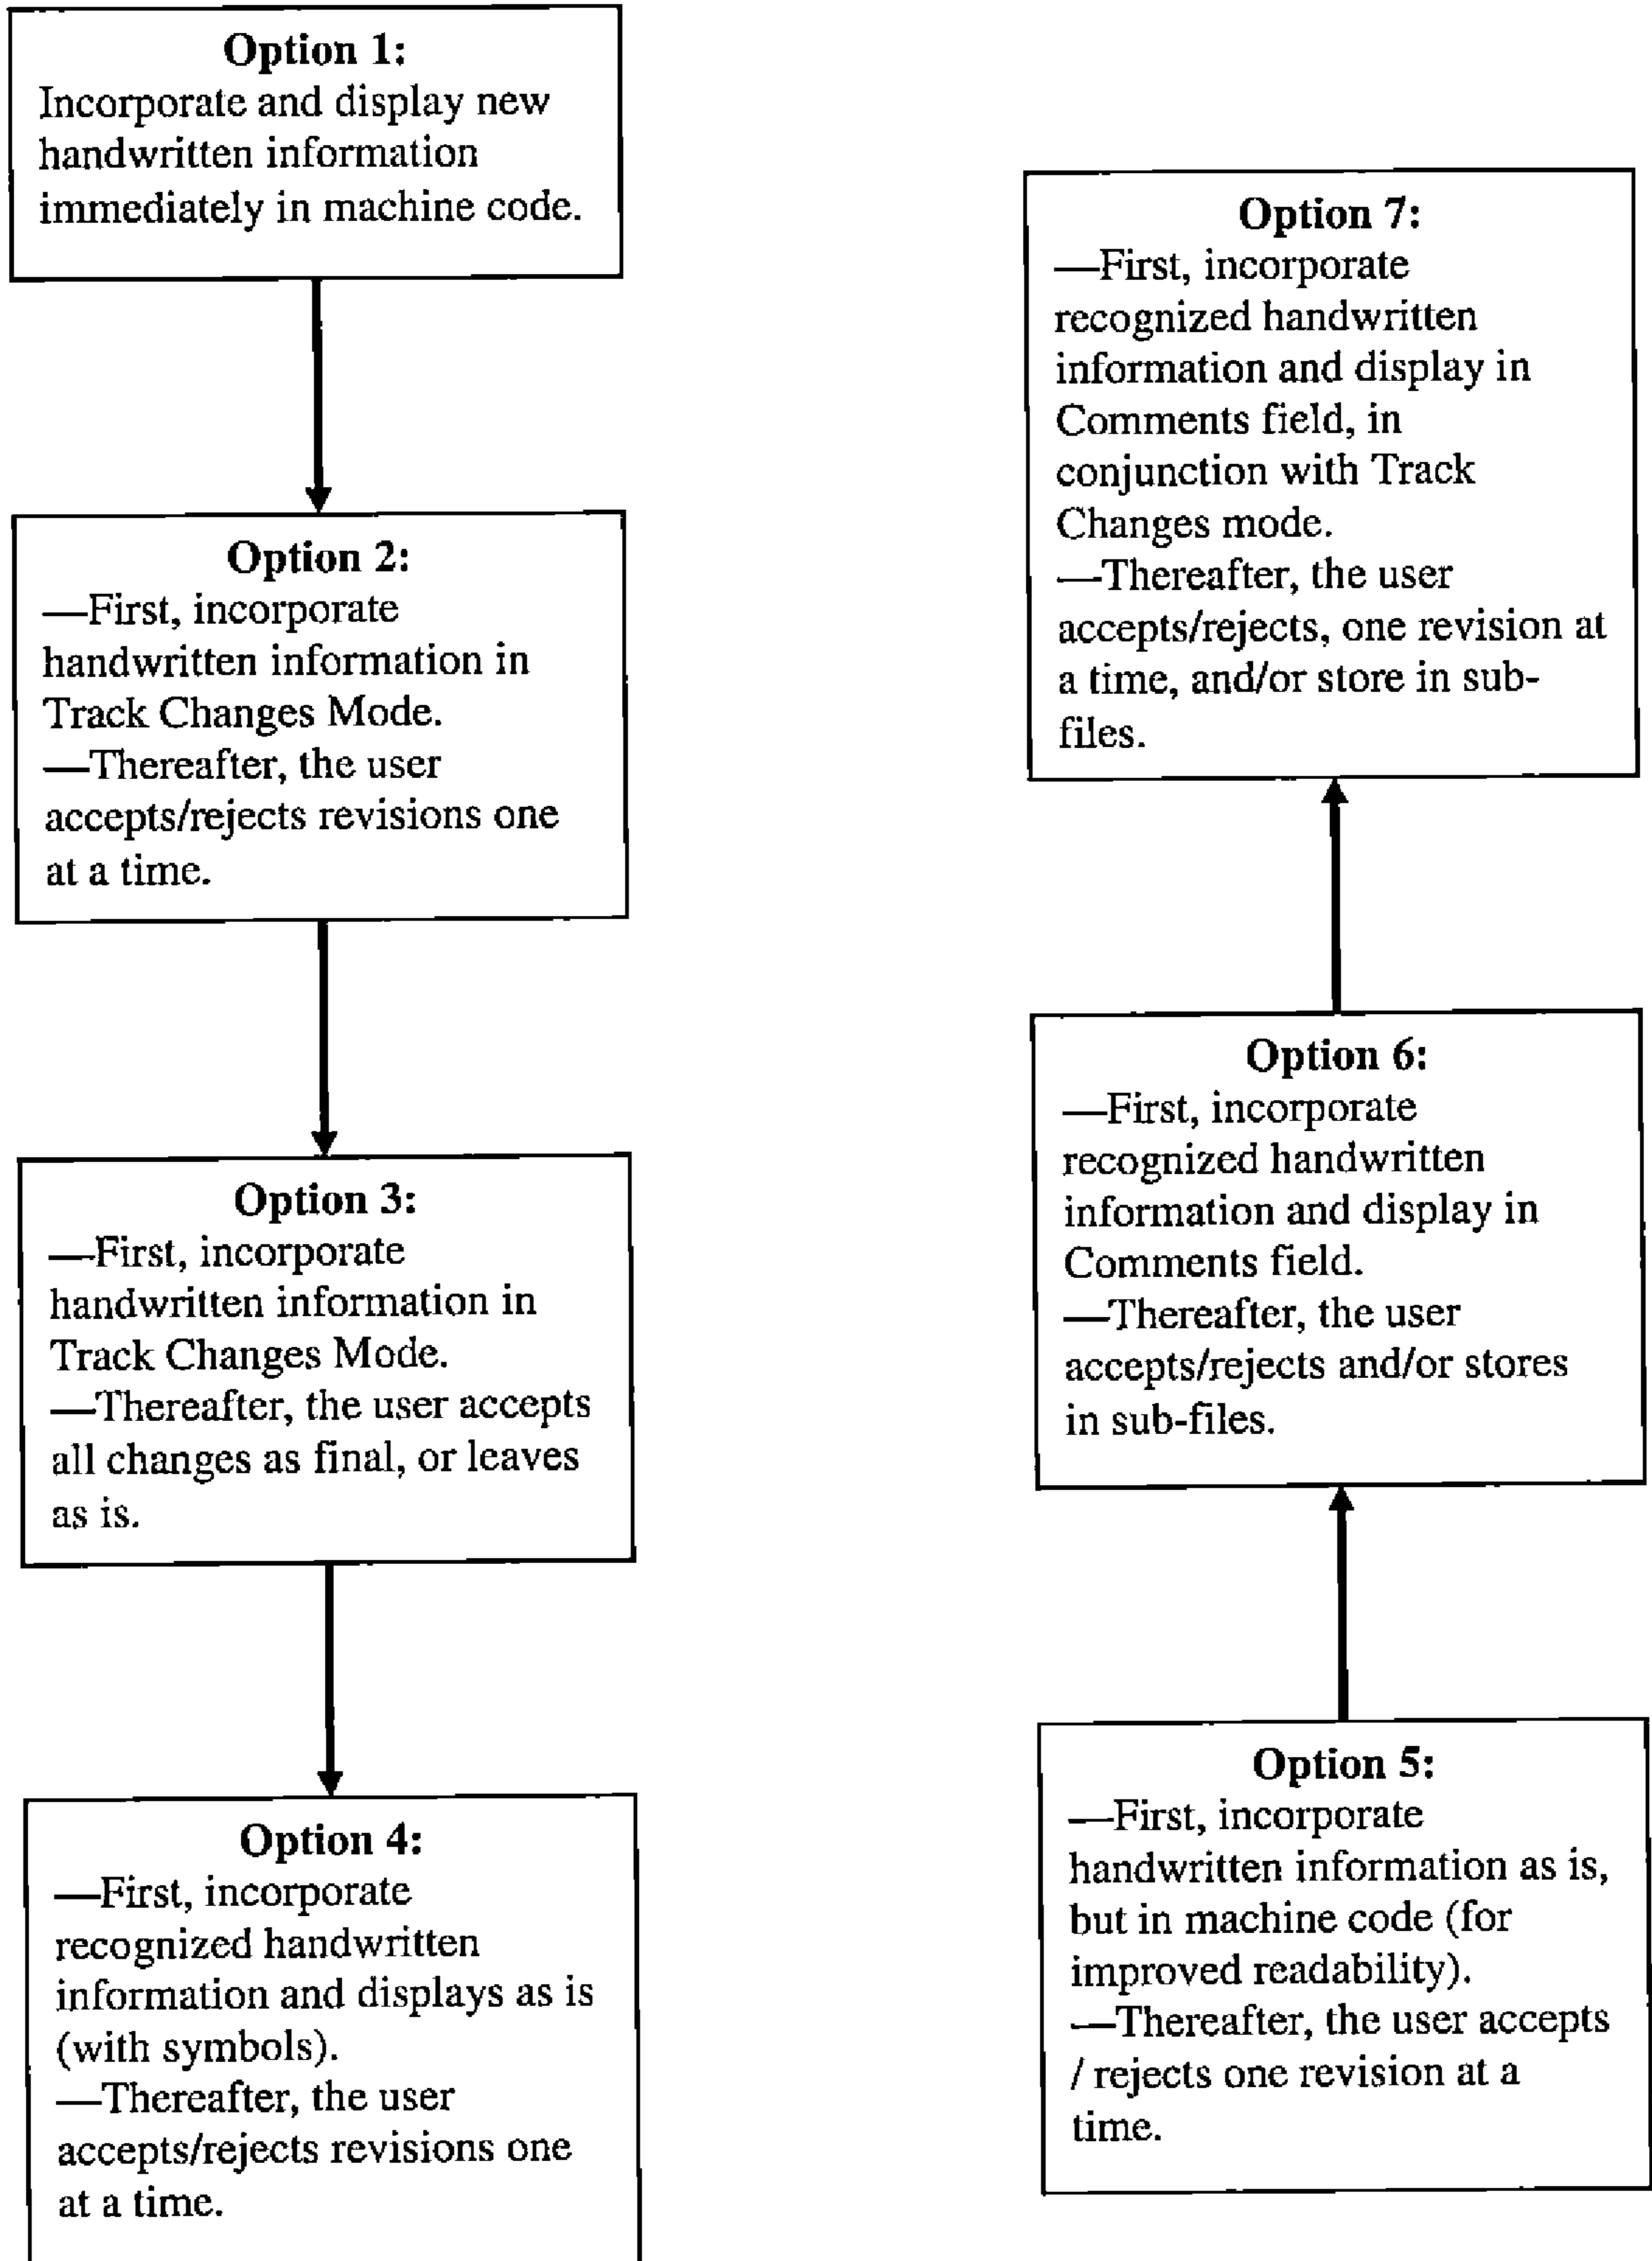 Option 1:
Incorporate and display new
handwritten information
immediately in machine code.
Option 2:
—First, incorporate
handwritten information in
Track Changes Mode.
—Thereafter, the user
accepts/rejects revisions one
at a time.
Option 3:
—First, incorporate
handwritten information in
Track Changes Mode.
—Thereafter, the user accepts
all changes as final, or leaves
as is.
Option 4:
—First, incorporate
recognized handwritten
information and displays as is
(with symbols).
—Thereafter, the user
accepts/rejects revisions one
at a time.
Option 7:
—First, incorporate
recognized handwritten
information and display in
Comments field, in
conjunction with Track
Changes mode.
—Thereafter, the user
accepts/rejects, one revision at
a time, and/or store in sub-
files.
Option 6:
—First, incorporate
recognized handwritten
information and display in
Comments field.
—Thereafter, the user
accepts/rejects and/or stores
in sub-files.
Option 5:
—First, incorporate
handwritten information as is,
but in machine code (for
improved readability).
—Thereafter, the user accepts
/ rejects one revision at a
time.